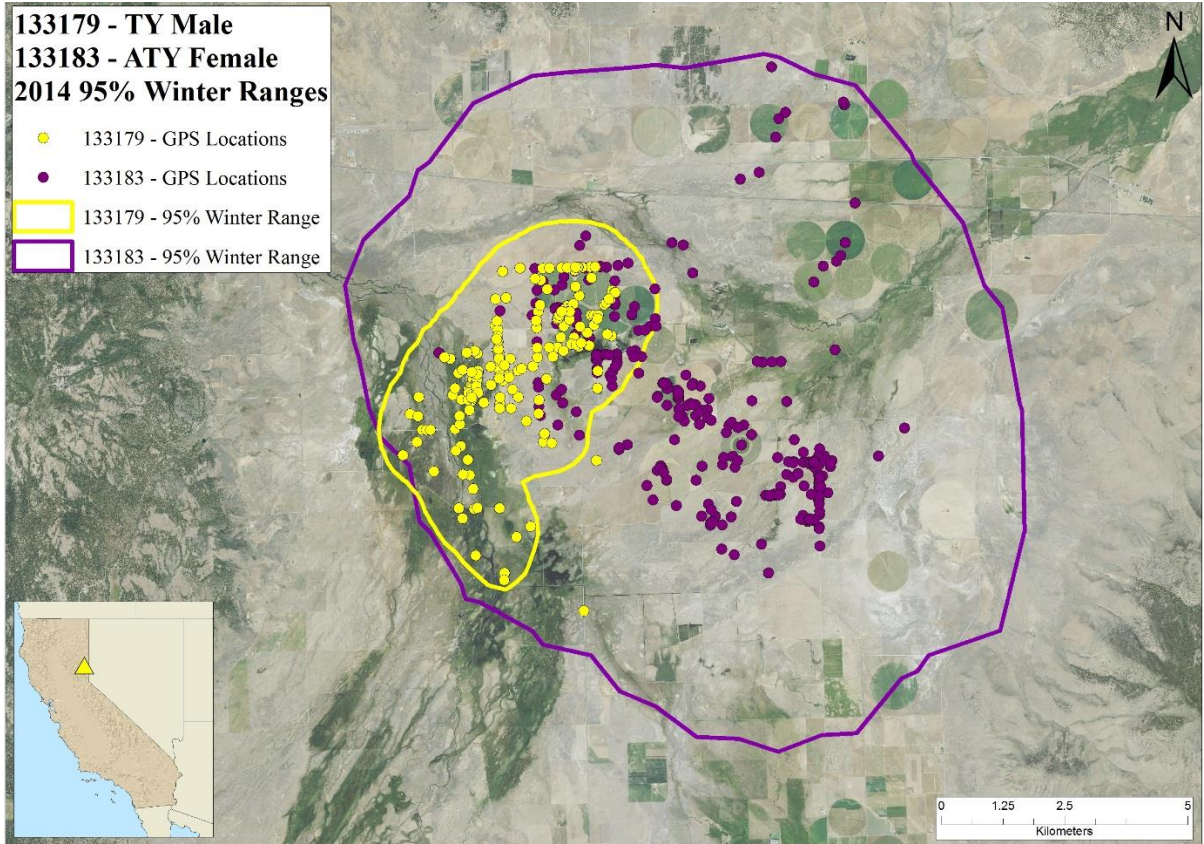 133179 - TY Male
133183 - ATY Female
2014 95% Winter Ranges
133179 - GPS Locations
133183 - GPS Locations
133179 - 95% Winter Range
133183 - 95% Winter Range
N
0 1.25 2.5 5
Kilometers